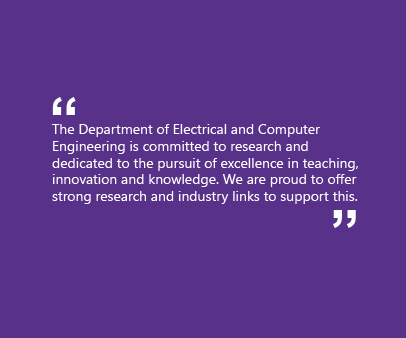 “
The Department of Electrical and Computer
Engineering is committed to research and
dedicated to the pursuit of excellence in teaching,
innovation and knowledge. We are proud to offer
strong research and industry links to support this.
”